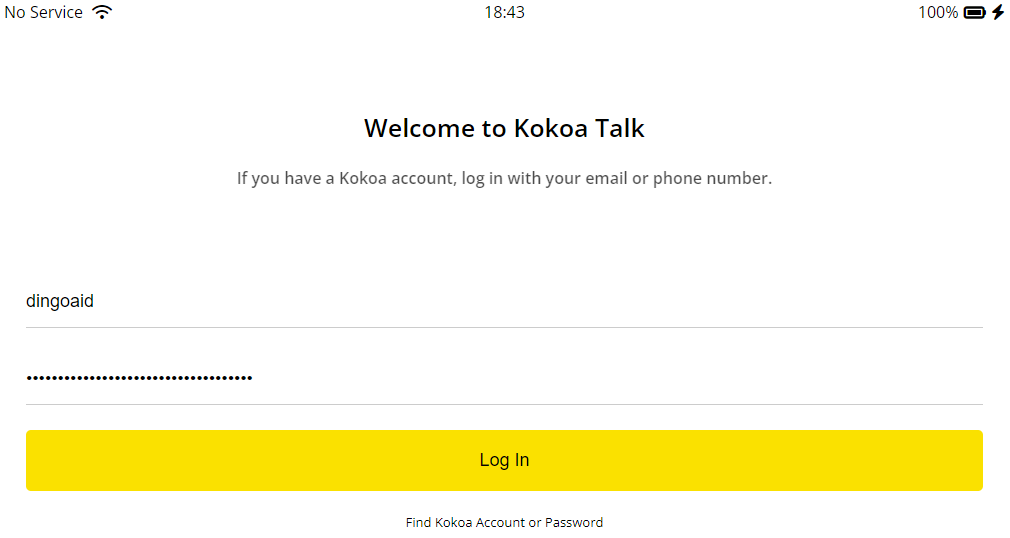 No Service 18:43 100%
Welcome to Kokoa Talk
If you have a Kokoa account, log in with your email or phone number.
dingoaid
••••••••••••••••••••••••••••••••••••
Log In
Find Kokoa Account or Password